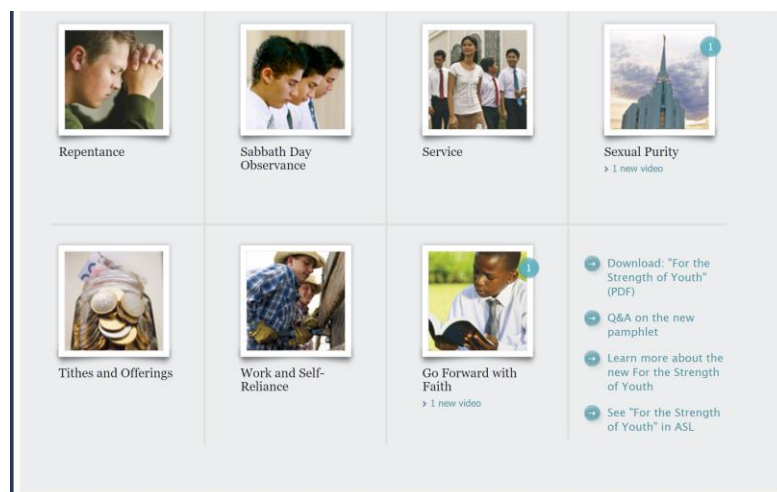 Repentance
Sabbath Day
Observance
Service
1
Sexual Purity
› 1 new video
Tithes and Offerings
Work and Self-
Reliance
1
Go Forward with
Faith
› 1 new video
Download: "For the
Strength of Youth"
(PDF)
Q&A on the new
pamphlet
Learn more about the
new For the Strength
of Youth
See "For the Strength
of Youth" in ASL